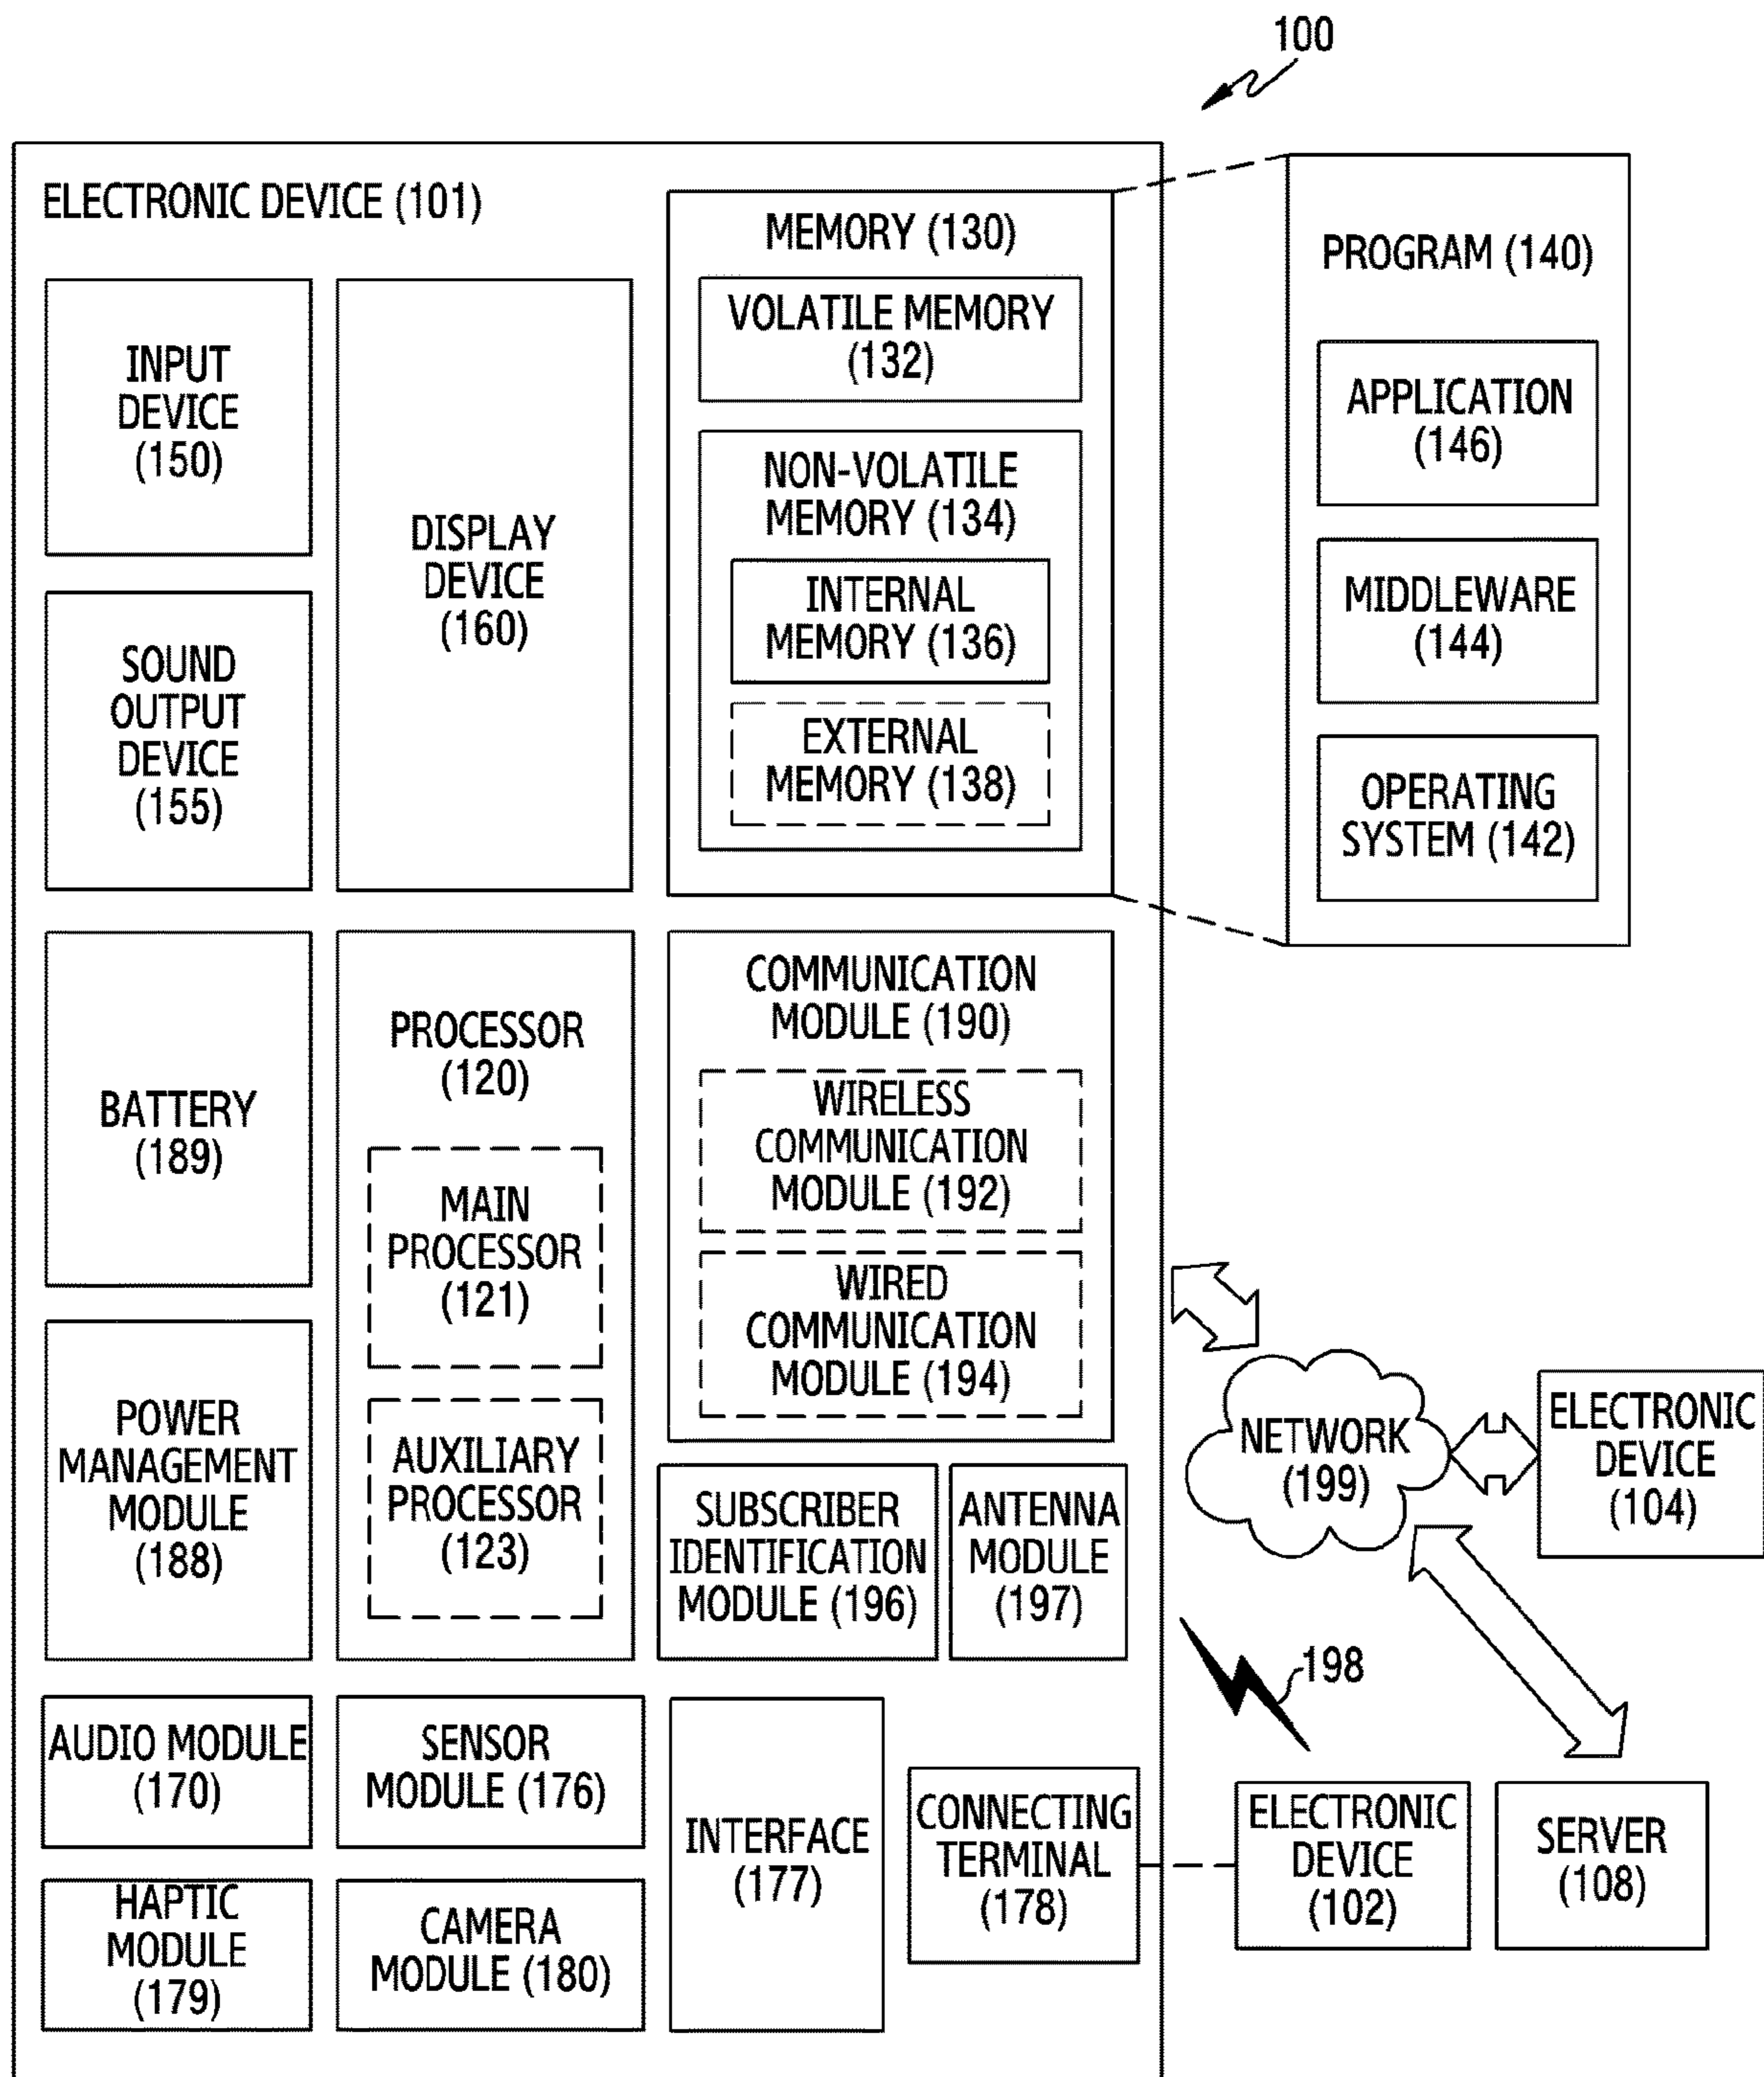 100
ELECTRONIC DEVICE (101)
INPUT
DEVICE
(150)
SOUND
OUTPUT
DEVICE
(155)
DISPLAY
DEVICE
(160)
MEMORY (130)
VOLATILE MEMORY
(132)
NON-VOLATILE
MEMORY (134)
INTERNAL
MEMORY (136)
EXTERNAL
MEMORY (138)
PROGRAM (140)
APPLICATION
(146)
MIDDLEWARE
(144)
OPERATING
SYSTEM (142)
BATTERY
(189)
POWER
MANAGEMENT
MODULE
(188)
PROCESSOR
(120)
MAIN
PROCESSOR
(121)
AUXILIARY
PROCESSOR
(123)
COMMUNICATION
MODULE (190)
WIRELESS
COMMUNICATION
MODULE (192)
WIRED
COMMUNICATION
MODULE (194)
SUBSCRIBER
IDENTIFICATION
MODULE (196)
ANTENNA
MODULE
(197)
NETWORK
(199)
ELECTRONIC
DEVICE
(104)
198
AUDIO MODULE
(170)
SENSOR
MODULE (176)
HAPTIC
MODULE
(179)
CAMERA
MODULE (180)
INTERFACE
(177)
CONNECTING
TERMINAL
(178)
ELECTRONIC
DEVICE
(102)
SERVER
(108)